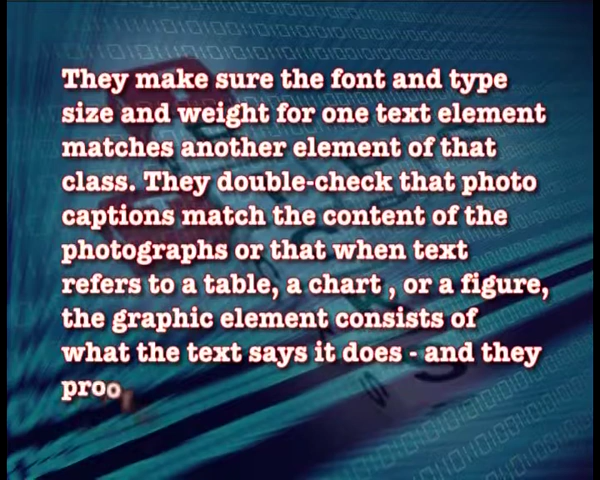 They make sure the font and type
size and weight for one text element
matches another element of that
class. They double-check that photo
captions match the content of the
photographs or that when text
refers to a table, a chart , or a figure,
the graphic element consists of
what the text says it does - and they
proo